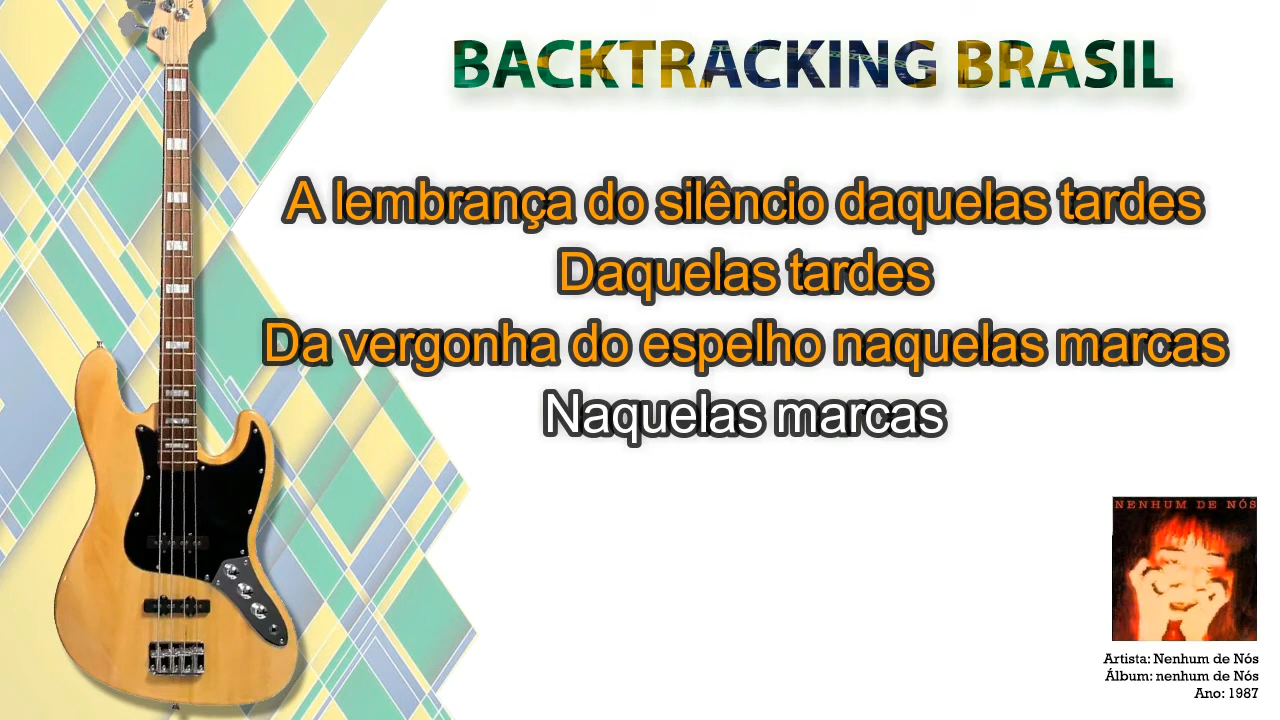 BACKTRACKING BRASIL
A lembrança do silêncio daquelas tardes
Daquelas tardes
Da vergonha do espelho naquelas marcas
Naquelas marcas
NENHUM DE NÓS
Artista: Nenhum de Nós
Álbum: nenhum de Nós
Ano: 1987